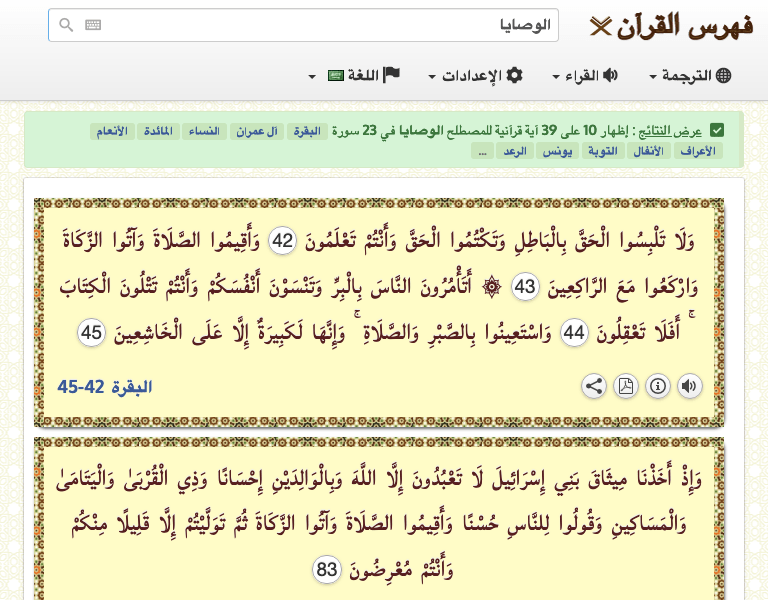 فهرس القرآن
الوصايا
الترجمة القراء الإعدادات اللغة
عرض النتائج : إظهار 10 على 39 آية قرآنية للمصطلح الوصايا في 23 سورة البقرة آل عمران النساء المائدة الأنعام
الأعراف الأنفال التوبة يونس الرعد ...
وَلَا تَلْبِسُوا الْحَقَّ بِالْبَاطِلِ وَتَكْتُمُوا الْحَقَّ وَأَنْتُمْ تَعْلَمُونَ 42 وَأَقِيمُوا الصَّلَاةَ وَآتُوا الزَّكَاةَ
وَارْكَعُوا مَعَ الرَّاكِعِينَ 43 ۞ أَتَأْمُرُونَ النَّاسَ بِالْبِرِّ وَتَنْسَوْنَ أَنْفُسَكُمْ وَأَنْتُمْ تَتْلُونَ الْكِتَابَ
ۚ أَفَلَا تَعْقِلُونَ 44 وَاسْتَعِينُوا بِالصَّبْرِ وَالصَّلَاةِ ۚ وَإِنَّهَا لَكَبِيرَةٌ إِلَّا عَلَى الْخَاشِعِينَ 45
البقرة 42-45
وَإِذْ أَخَذْنَا مِيثَاقَ بَنِي إِسْرَائِيلَ لَا تَعْبُدُونَ إِلَّا اللَّهَ وَبِالْوَالِدَيْنِ إِحْسَانًا وَذِي الْقُرْبَىٰ وَالْيَتَامَىٰ
وَالْمَسَاكِينِ وَقُولُوا لِلنَّاسِ حُسْنًا وَأَقِيمُوا الصَّلَاةَ وَآتُوا الزَّكَاةَ ثُمَّ تَوَلَّيْتُمْ إِلَّا قَلِيلًا مِنْكُمْ
وَأَنْتُمْ مُعْرِضُونَ 83